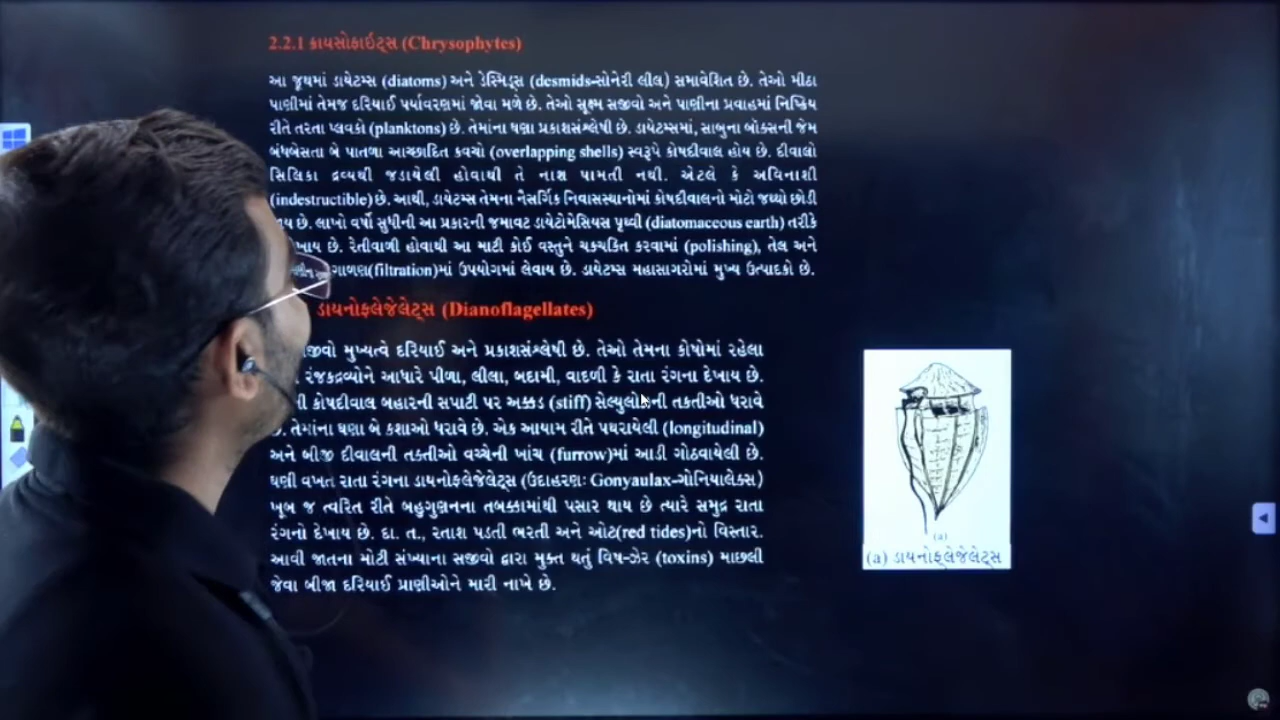 2.2.1 ક્રાયસોફાઈટ્સ (Chrysophytes)
આ જૂથમાં ડાયેટમ્સ (diatoms) અને ડેસ્મિડ્સ (desmids-સોનેરી લીલ) સમાવેશિત છે. તેઓ મીઠા
પાણીમાં તેમજ દરિયાઈ પર્યાવરણમાં જોવા મળે છે. તેઓ સૂક્ષ્મ સજીવો અને પાણીના પ્રવાહમાં નિષ્ક્રિય
રીતે તરતા પ્લવકો (planktons) છે. તેમાંના ઘણા પ્રકાશસંશ્લેષી છે. ડાયેટમ્સમાં, સાબુના બૉક્સની જેમ
બંધબેસતા બે પાતળા આચ્છાદિત કવચો (overlapping shells) સ્વરૂપે કોષદીવાલ હોય છે. દીવાલો
સિલિકા દ્રવ્યથી જડાયેલી હોવાથી તે નાશ પામતી નથી. એટલે કે અવિનાશી
(indestructible) છે. આથી, ડાયેટમ્સ તેમના નૈસર્ગિક નિવાસસ્થાનોમાં કોષદીવાલનો મોટો જથ્થો છોડી
છે. લાખો વર્ષો સુધીની આ પ્રકારની જમાવટ ડાયેટોમેસિયસ પૃથ્વી (diatomaceous earth) તરીકે
છે. રેતીવાળી હોવાથી આ માટી કોઈ વસ્તુને ચકચકિત કરવામાં (polishing), તેલ અને
ગાળણ(filtration)માં ઉપયોગમાં લેવાય છે. ડાયેટમ્સ મહાસાગરોમાં મુખ્ય ઉત્પાદકો છે.
ડાયનોફ્લેજેલેટ્સ (Dianoflagellates)
મુખ્યત્વે દરિયાઈ અને પ્રકાશસંશ્લેષી છે. તેઓ તેમના કોષોમાં રહેલા
રંજકદ્રવ્યોને આધારે પીળા, લીલા, બદામી, વાદળી કે રાતા રંગના દેખાય છે.
કોષદીવાલ બહારની સપાટી પર અક્કડ (stiff) સેલ્યુલોઝની તકતીઓ ધરાવે
તેમાંના ઘણા બે કશાઓ ધરાવે છે. એક આયામ રીતે પથરાયેલી (longitudinal)
અને બીજી દીવાલની તક્તીઓ વચ્ચેની ખાંચ (furrow)માં આડી ગોઠવાયેલી છે.
ઘણી વખત રાતા રંગના ડાયનોફ્લેજેલેટ્સ (ઉદાહરણઃ Gonyaulax-ગોનિયાલેક્સ)
ખૂબ જ ત્વરિત રીતે બહુગુણનના તબક્કામાંથી પસાર થાય છે ત્યારે સમુદ્ર રાતા
રંગનો દેખાય છે. દા. ત., રતાશ પડતી ભરતી અને ઓટ(red tides)નો વિસ્તાર.
આવી જાતના મોટી સંખ્યાના સજીવો દ્વારા મુક્ત થતું વિષ-ઝેર (toxins) માછલી
જેવા બીજા દરિયાઈ પ્રાણીઓને મારી નાખે છે.
(a)
(a) ડાયનોફ્લેજેલેટ્સ